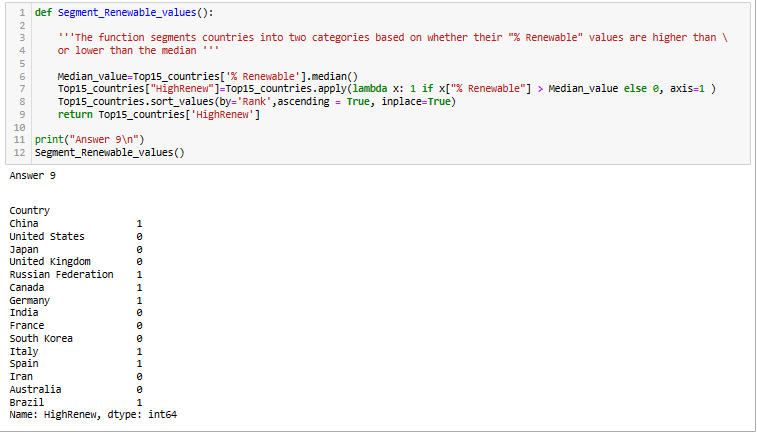 1 def Segment_Renewable_values():
2
3     '''The function segments countries into two categories based on whether their "% Renewable" values are higher than \
4     or lower than the median '''
5
6     Median_value=Top15_countries['% Renewable'].median()
7     Top15_countries["HighRenew"]=Top15_countries.apply(lambda x: 1 if x["% Renewable"] > Median_value else 0, axis=1 )
8     Top15_countries.sort_values(by='Rank',ascending = True, inplace=True)
9     return Top15_countries['HighRenew']
10
11 print("Answer 9\n")
12 Segment_Renewable_values()
Answer 9
Country
China                 1
United States         0
Japan                 0
United Kingdom        0
Russian Federation    1
Canada                1
Germany               1
India                 0
France                0
South Korea           0
Italy                 1
Spain                 1
Iran                  0
Australia             0
Brazil                1
Name: HighRenew, dtype: int64